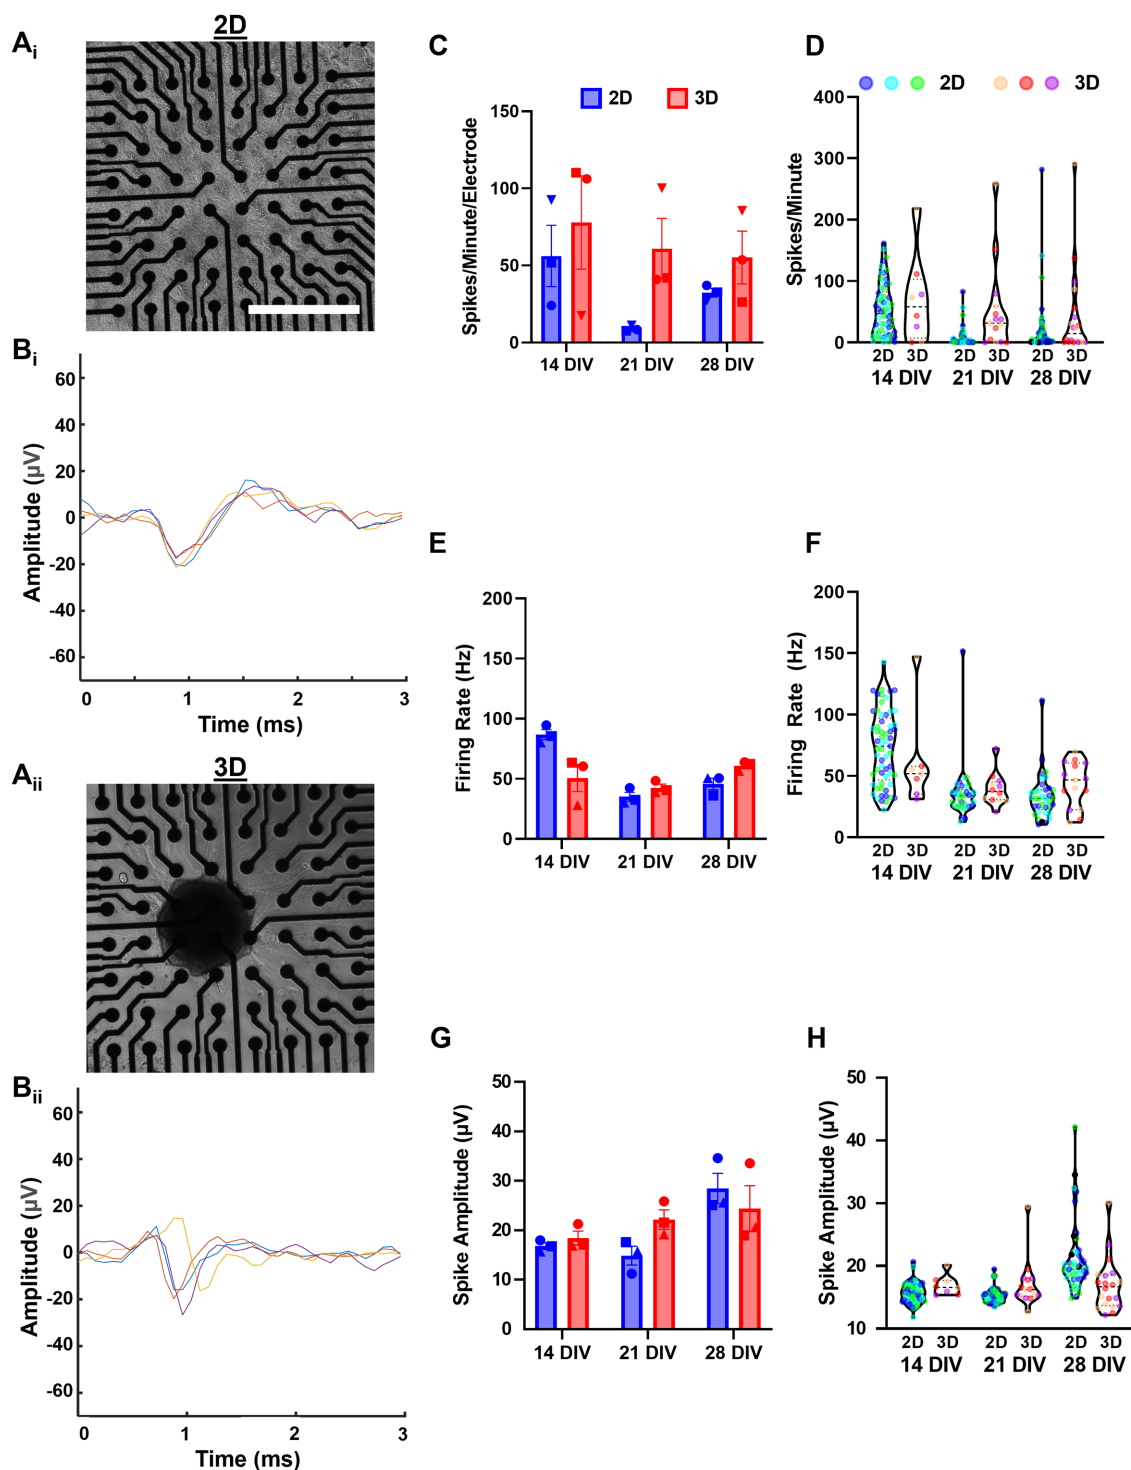 2D
Ai
C
2D
3D
150
100
50
0
Spikes/Minute/Electrode
14 DIV
21 DIV
28 DIV
D
2D
3D
400
300
200
100
0
Spikes/Minute
2D 3D 2D 3D 2D 3D
14 DIV 21 DIV 28 DIV
Bi
60
40
20
0
-20
-40
-60
Amplitude (µV)
0 1 2 3
Time (ms)
E
200
150
100
50
0
Firing Rate (Hz)
14 DIV
21 DIV
28 DIV
F
200
150
100
50
0
Firing Rate (Hz)
2D 3D 2D 3D 2D 3D
14 DIV 21 DIV 28 DIV
3D
Aii
Bii
60
40
20
0
-20
-40
-60
Amplitude (µV)
0 1 2 3
Time (ms)
G
50
40
30
20
10
0
Spike Amplitude (µV)
14 DIV
21 DIV
28 DIV
H
50
40
30
20
10
Spike Amplitude (µV)
2D 3D 2D 3D 2D 3D
14 DIV 21 DIV 28 DIV